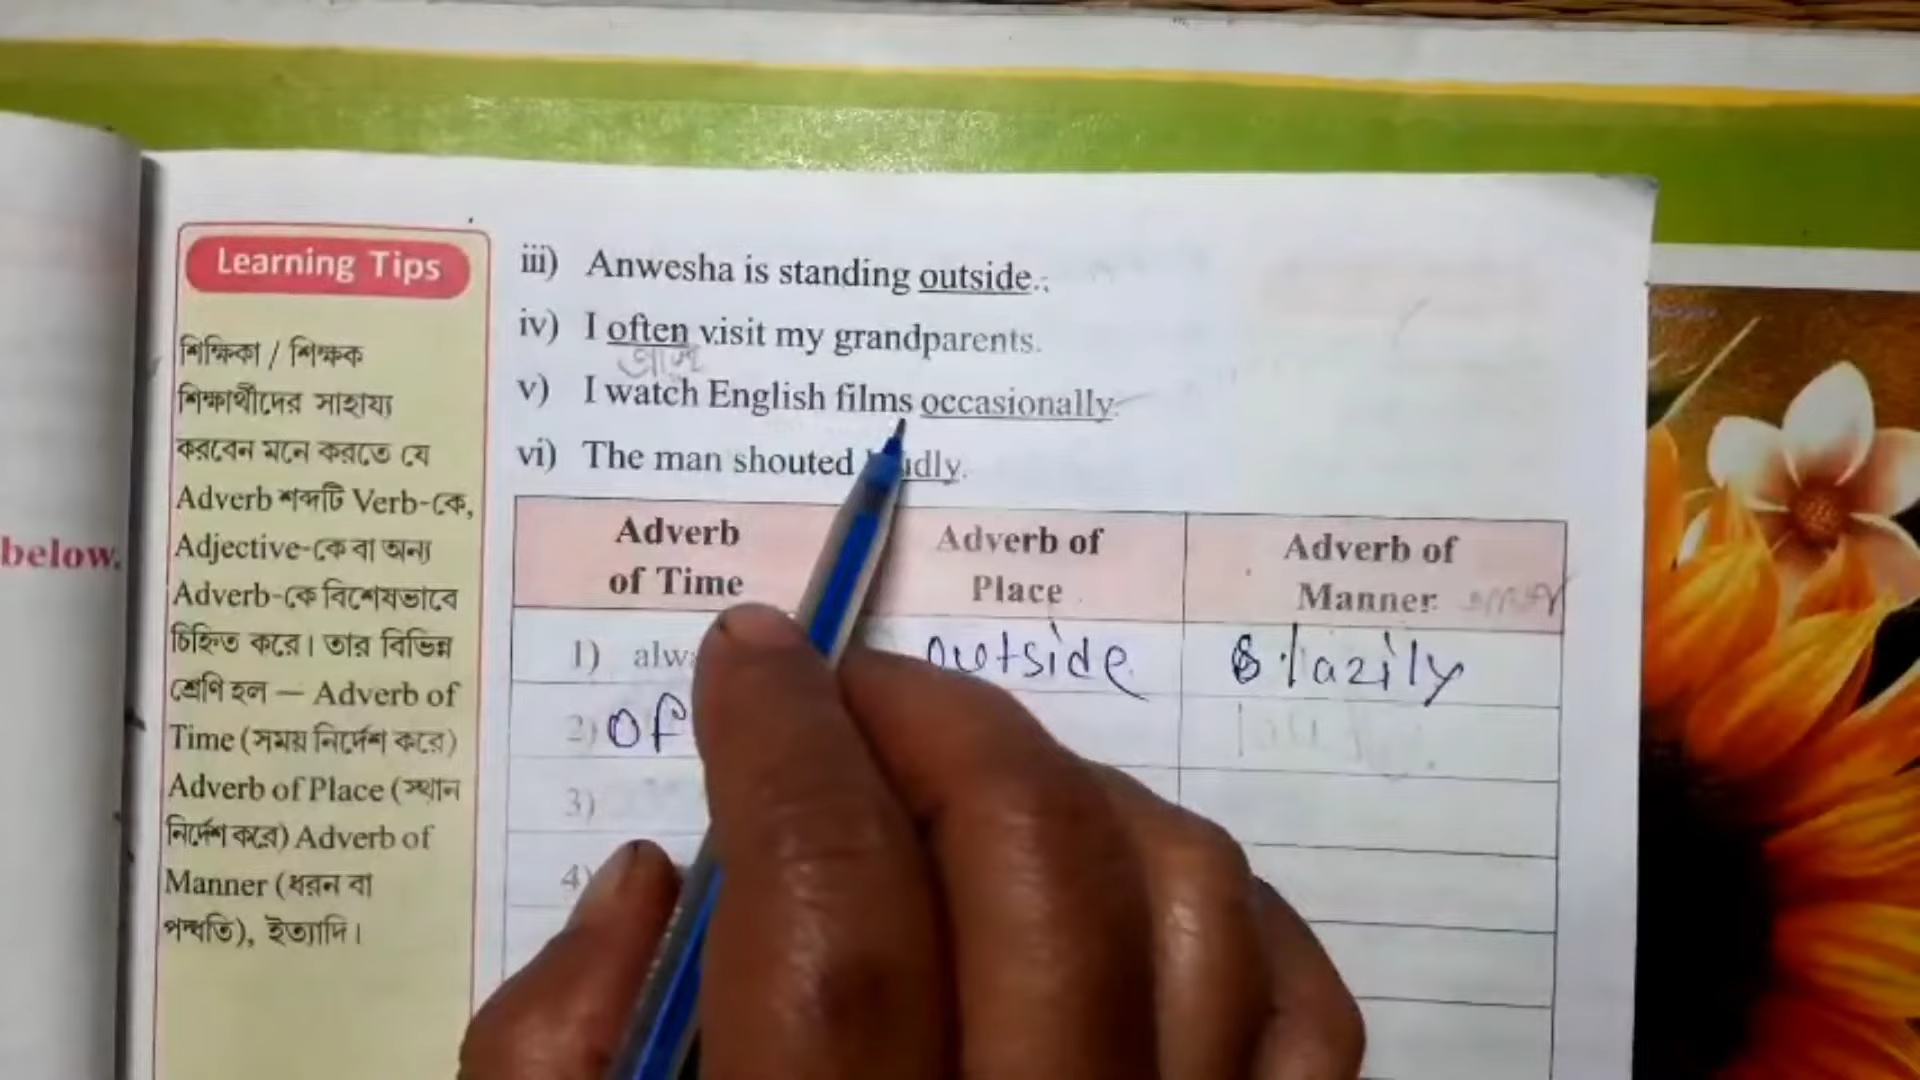 below.
Learning Tips
শিক্ষিকা / শিক্ষক
শিক্ষার্থীদের সাহায্য
করবেন মনে করতে যে
Adverb শব্দটি Verb-কে,
Adjective-কে বা অন্য
Adverb-কে বিশেষভাবে
চিহ্নিত করে। তার বিভিন্ন
শ্রেণি হল — Adverb of
Time (সময় নির্দেশ করে)
Adverb of Place (স্থান
নির্দেশ করে) Adverb of
Manner (ধরন বা
পদ্ধতি), ইত্যাদি।
iii) Anwesha is standing outside.
iv) I often visit my grandparents.
v) I watch English films occasionally.
vi) The man shouted
Adverb of Time
Adverb of Place
Adverb of Manner
1)
outside
lazily
2)
3)
4)